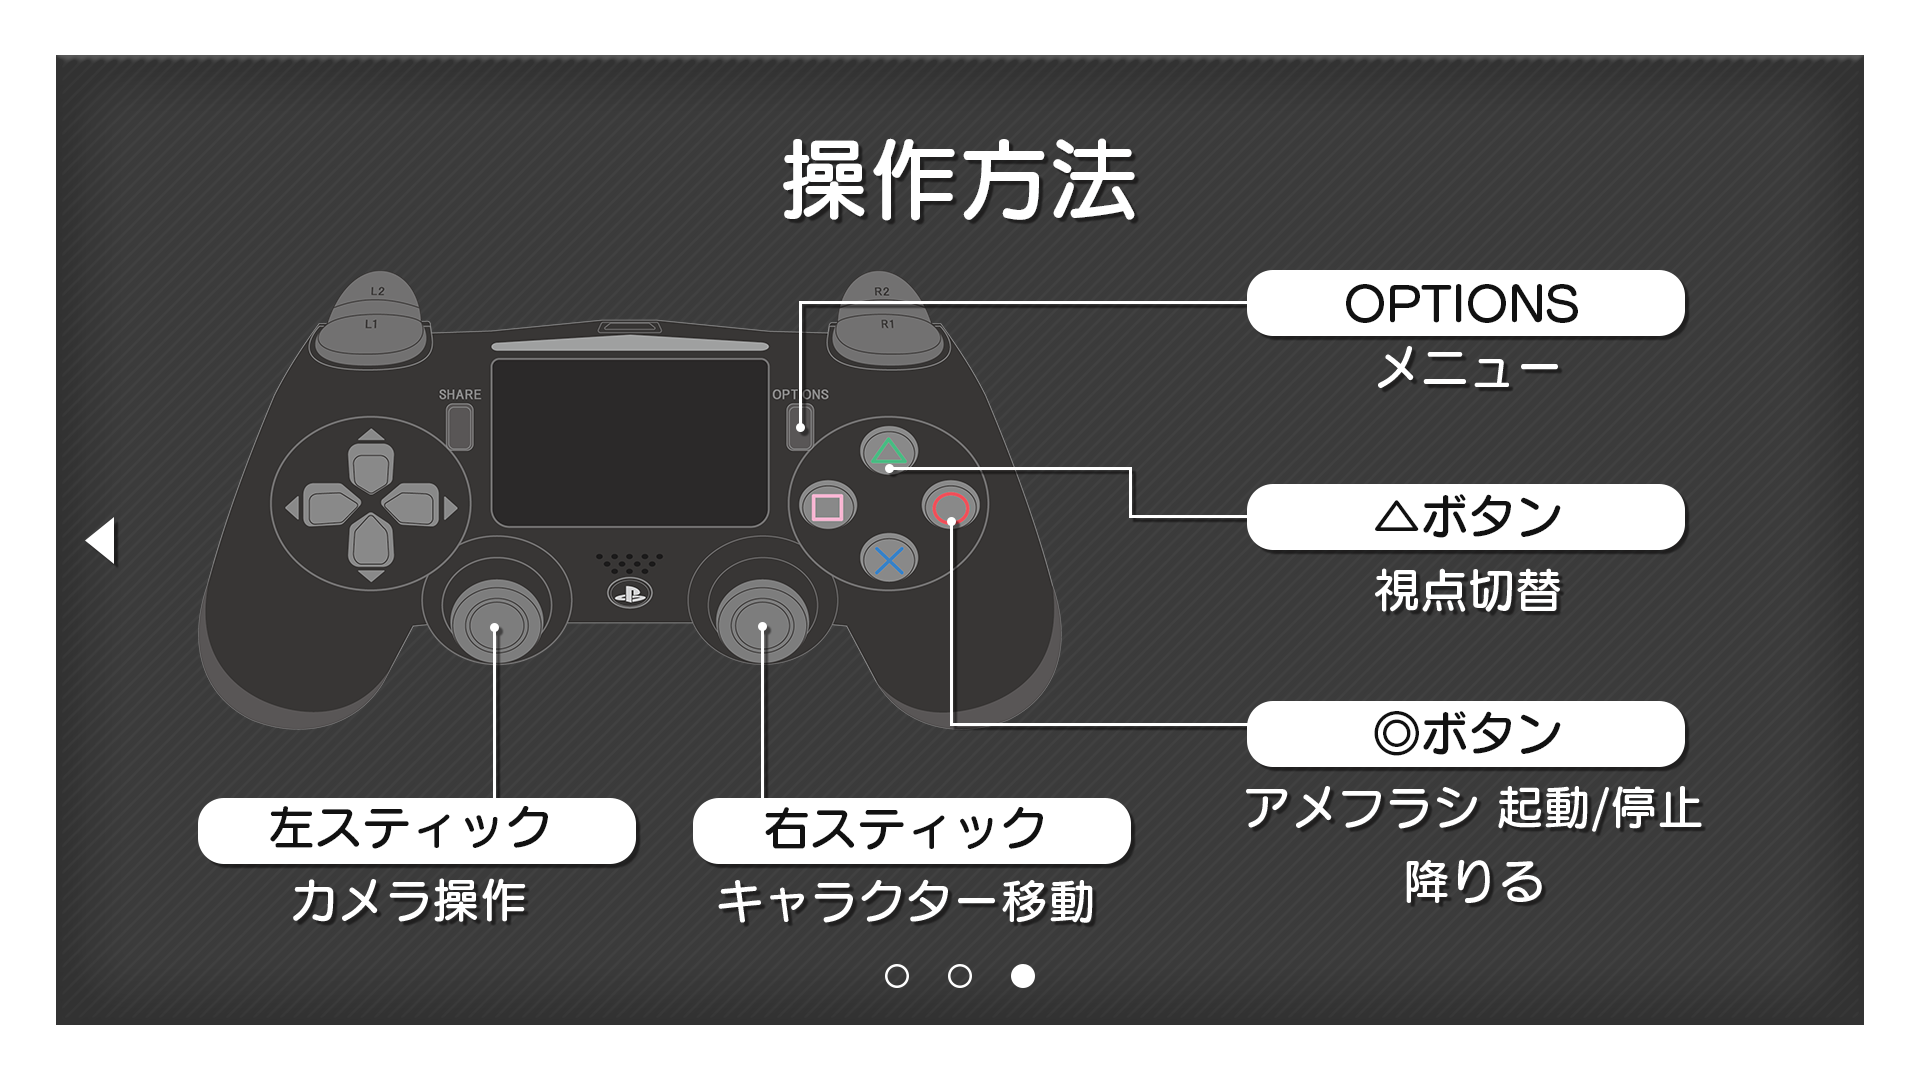 操作方法
L2
L1
R2
R1
SHARE
OPTIONS
OPTIONS
メニュー
△ボタン
視点切替
◎ボタン
アメフラシ 起動/停止
降りる
左スティック
カメラ操作
右スティック
キャラクター移動